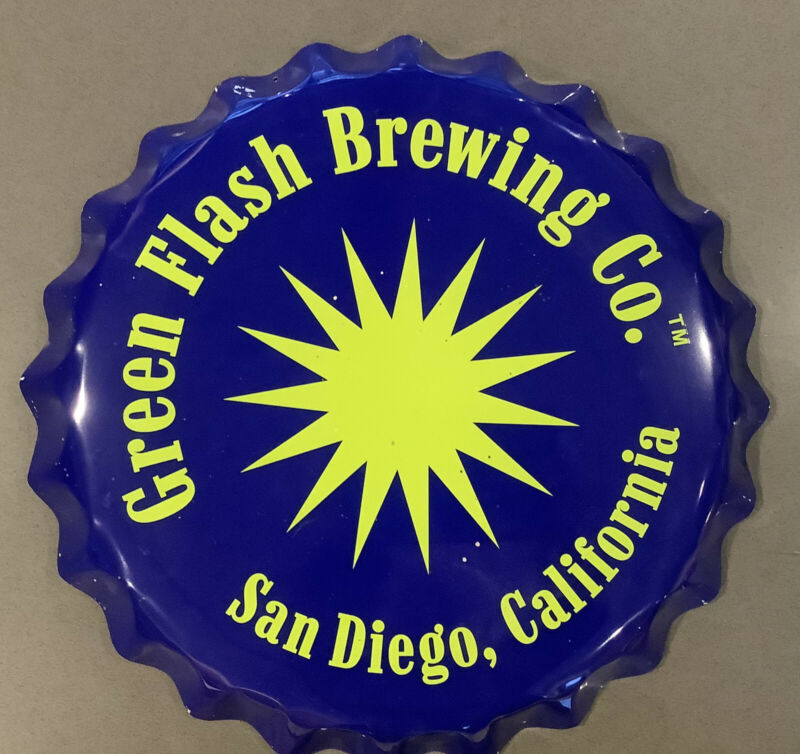 Green Flash Brewing Co.™
San Diego, California